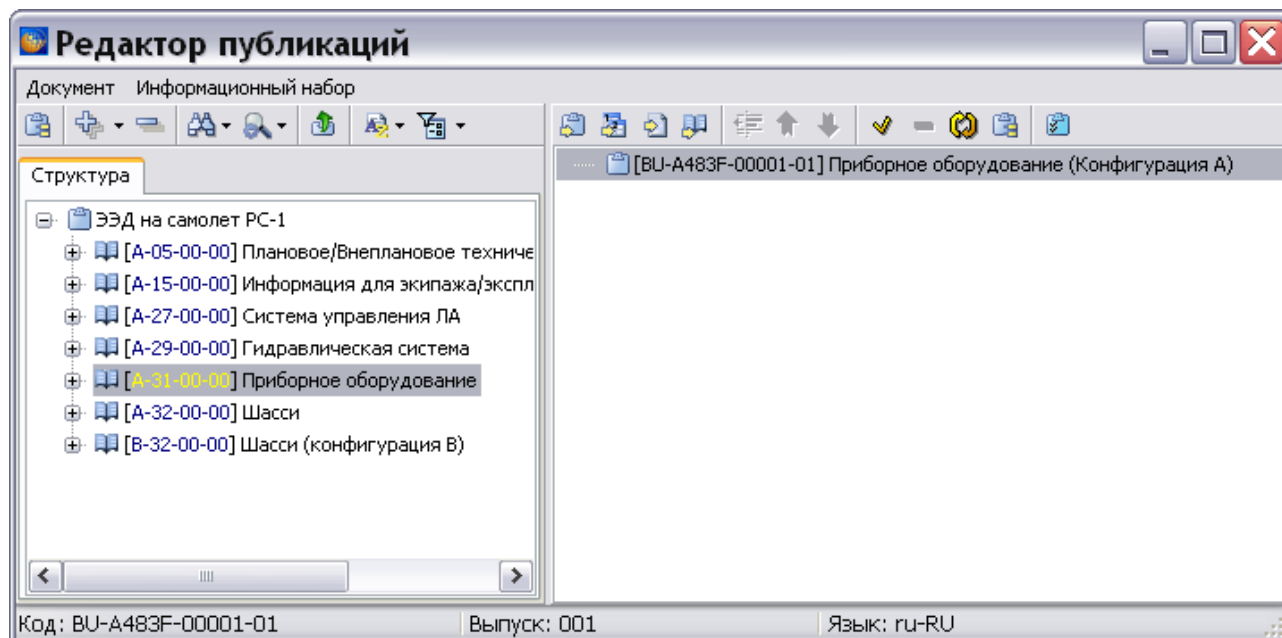 Редактор публикаций
Документ Информационный набор
Структура
ЭЭД на самолет РС-1
[A-05-00-00] Плановое/Внеплановое техниче
[A-15-00-00] Информация для экипажа/экспл
[A-27-00-00] Система управления ЛА
[A-29-00-00] Гидравлическая система
[A-31-00-00] Приборное оборудование
[A-32-00-00] Шасси
[B-32-00-00] Шасси (конфигурация В)
[BU-A483F-00001-01] Приборное оборудование (Конфигурация А)
Код: BU-A483F-00001-01 Выпуск: 001 Язык: ru-RU